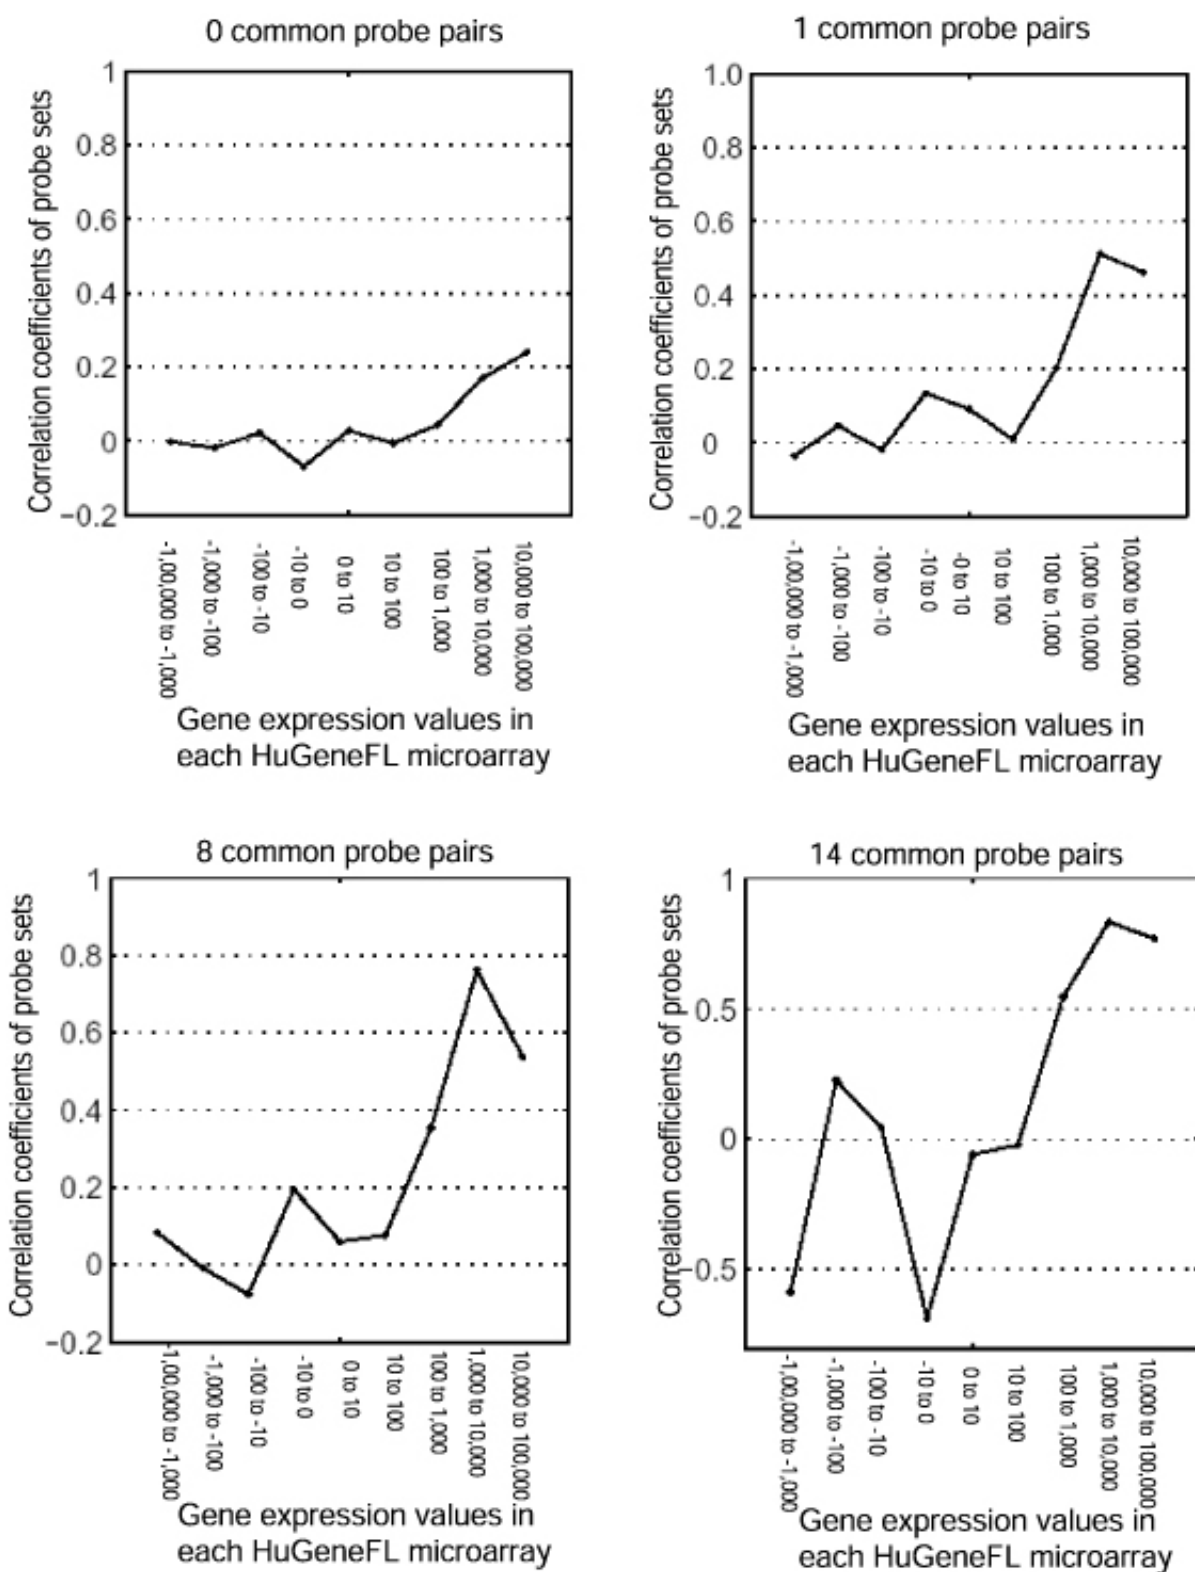 0 common probe pairs
Correlation coefficients of probe sets
1
0.8
0.6
0.4
0.2
0
−0.2
-1,00,000 to -1,000
-1,000 to -100
-100 to -10
-10 to 0
0 to 10
10 to 100
100 to 1,000
1,000 to 10,000
10,000 to 100,000
Gene expression values in
each HuGeneFL microarray
1 common probe pairs
Correlation coefficients of probe sets
1.0
0.8
0.6
0.4
0.2
0
−0.2
-1,00,000 to -1,000
-1,000 to -100
-100 to -10
-10 to 0
-0 to 10
10 to 100
100 to 1,000
1,000 to 10,000
10,000 to 100,000
Gene expression values in
each HuGeneFL microarray
8 common probe pairs
Correlation coefficients of probe sets
1
0.8
0.6
0.4
0.2
0
−0.2
-1,00,000 to -1,000
-1,000 to -100
-100 to -10
-10 to 0
0 to 10
10 to 100
100 to 1,000
1,000 to 10,000
10,000 to 100,000
Gene expression values in
each HuGeneFL microarray
14 common probe pairs
Correlation coefficients of probe sets
1
0.5
0
−0.5
-1,00,000 to -1,000
-1,000 to -100
-100 to -10
-10 to 0
0 to 10
10 to 100
100 to 1,000
1,000 to 10,000
10,000 to 100,000
Gene expression values in
each HuGeneFL microarray